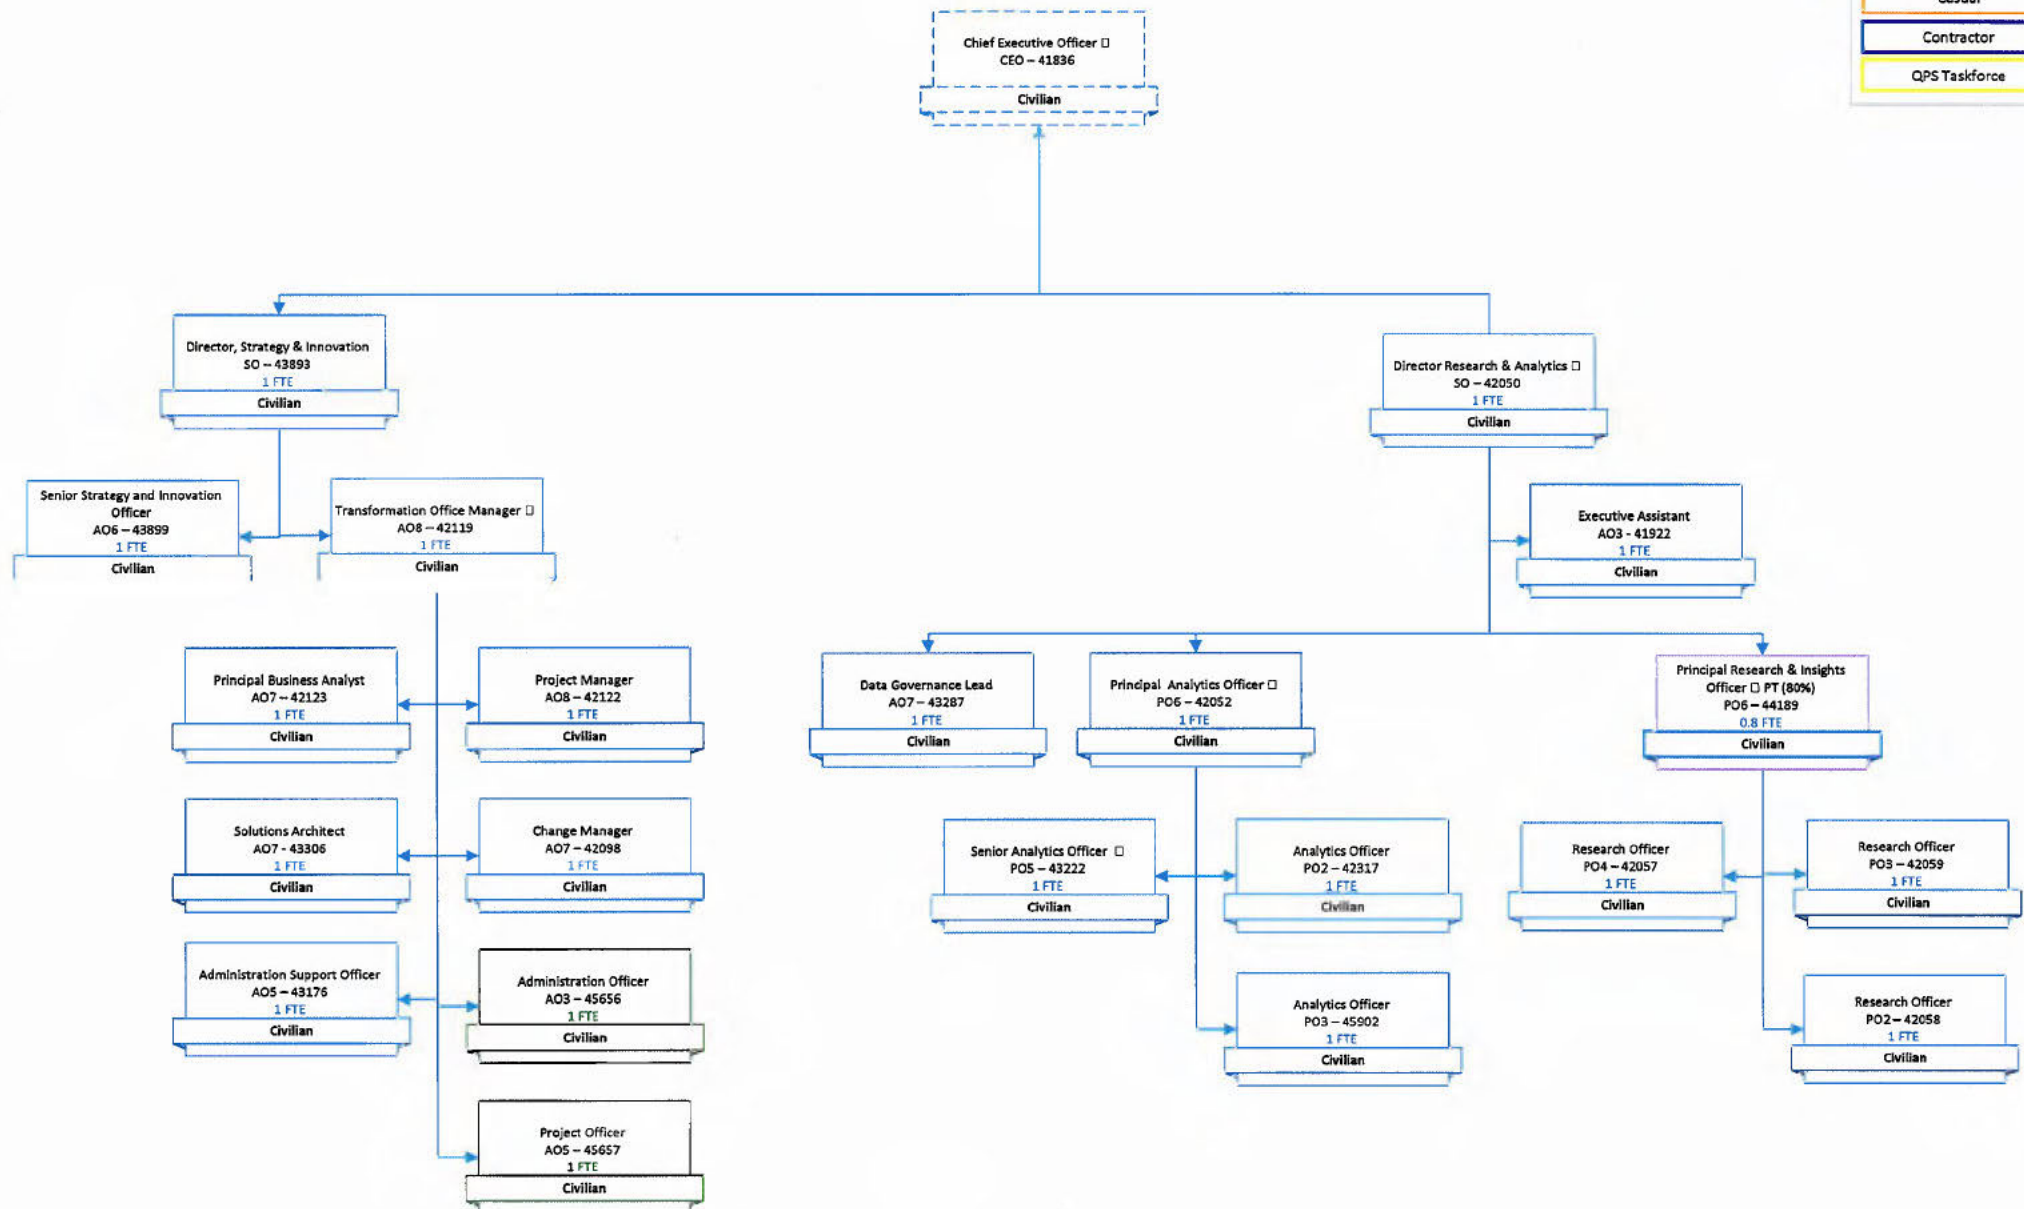 Chief Executive Officer □
CEO – 41836
Civilian
Contractor
QPS Taskforce
Director, Strategy & Innovation
SO – 43893
1 FTE
Civilian
Director Research & Analytics □
SO – 42050
1 FTE
Civilian
Senior Strategy and Innovation
Officer
AO6 – 43899
1 FTE
Civilian
Transformation Office Manager □
AO8 – 42119
1 FTE
Civilian
Executive Assistant
AO3 - 41922
1 FTE
Civilian
Principal Business Analyst
AO7 – 42123
1 FTE
Civilian
Project Manager
AO8 – 42122
1 FTE
Civilian
Data Governance Lead
AO7 – 43287
1 FTE
Civilian
Principal Analytics Officer □
PO6 – 42052
1 FTE
Civilian
Principal Research & Insights
Officer □ PT (80%)
PO6 – 44189
0.8 FTE
Civilian
Solutions Architect
AO7 - 43306
1 FTE
Civilian
Change Manager
AO7 – 42098
1 FTE
Civilian
Senior Analytics Officer □
PO5 – 43222
1 FTE
Civilian
Analytics Officer
PO2 – 42317
1 FTE
Civilian
Research Officer
PO4 – 42057
1 FTE
Civilian
Research Officer
PO3 – 42059
1 FTE
Civilian
Administration Support Officer
AO5 – 43176
1 FTE
Civilian
Administration Officer
AO3 – 45656
1 FTE
Civilian
Analytics Officer
PO3 – 45902
1 FTE
Civilian
Research Officer
PO2 – 42058
1 FTE
Civilian
Project Officer
AO5 – 45657
1 FTE
Civilian